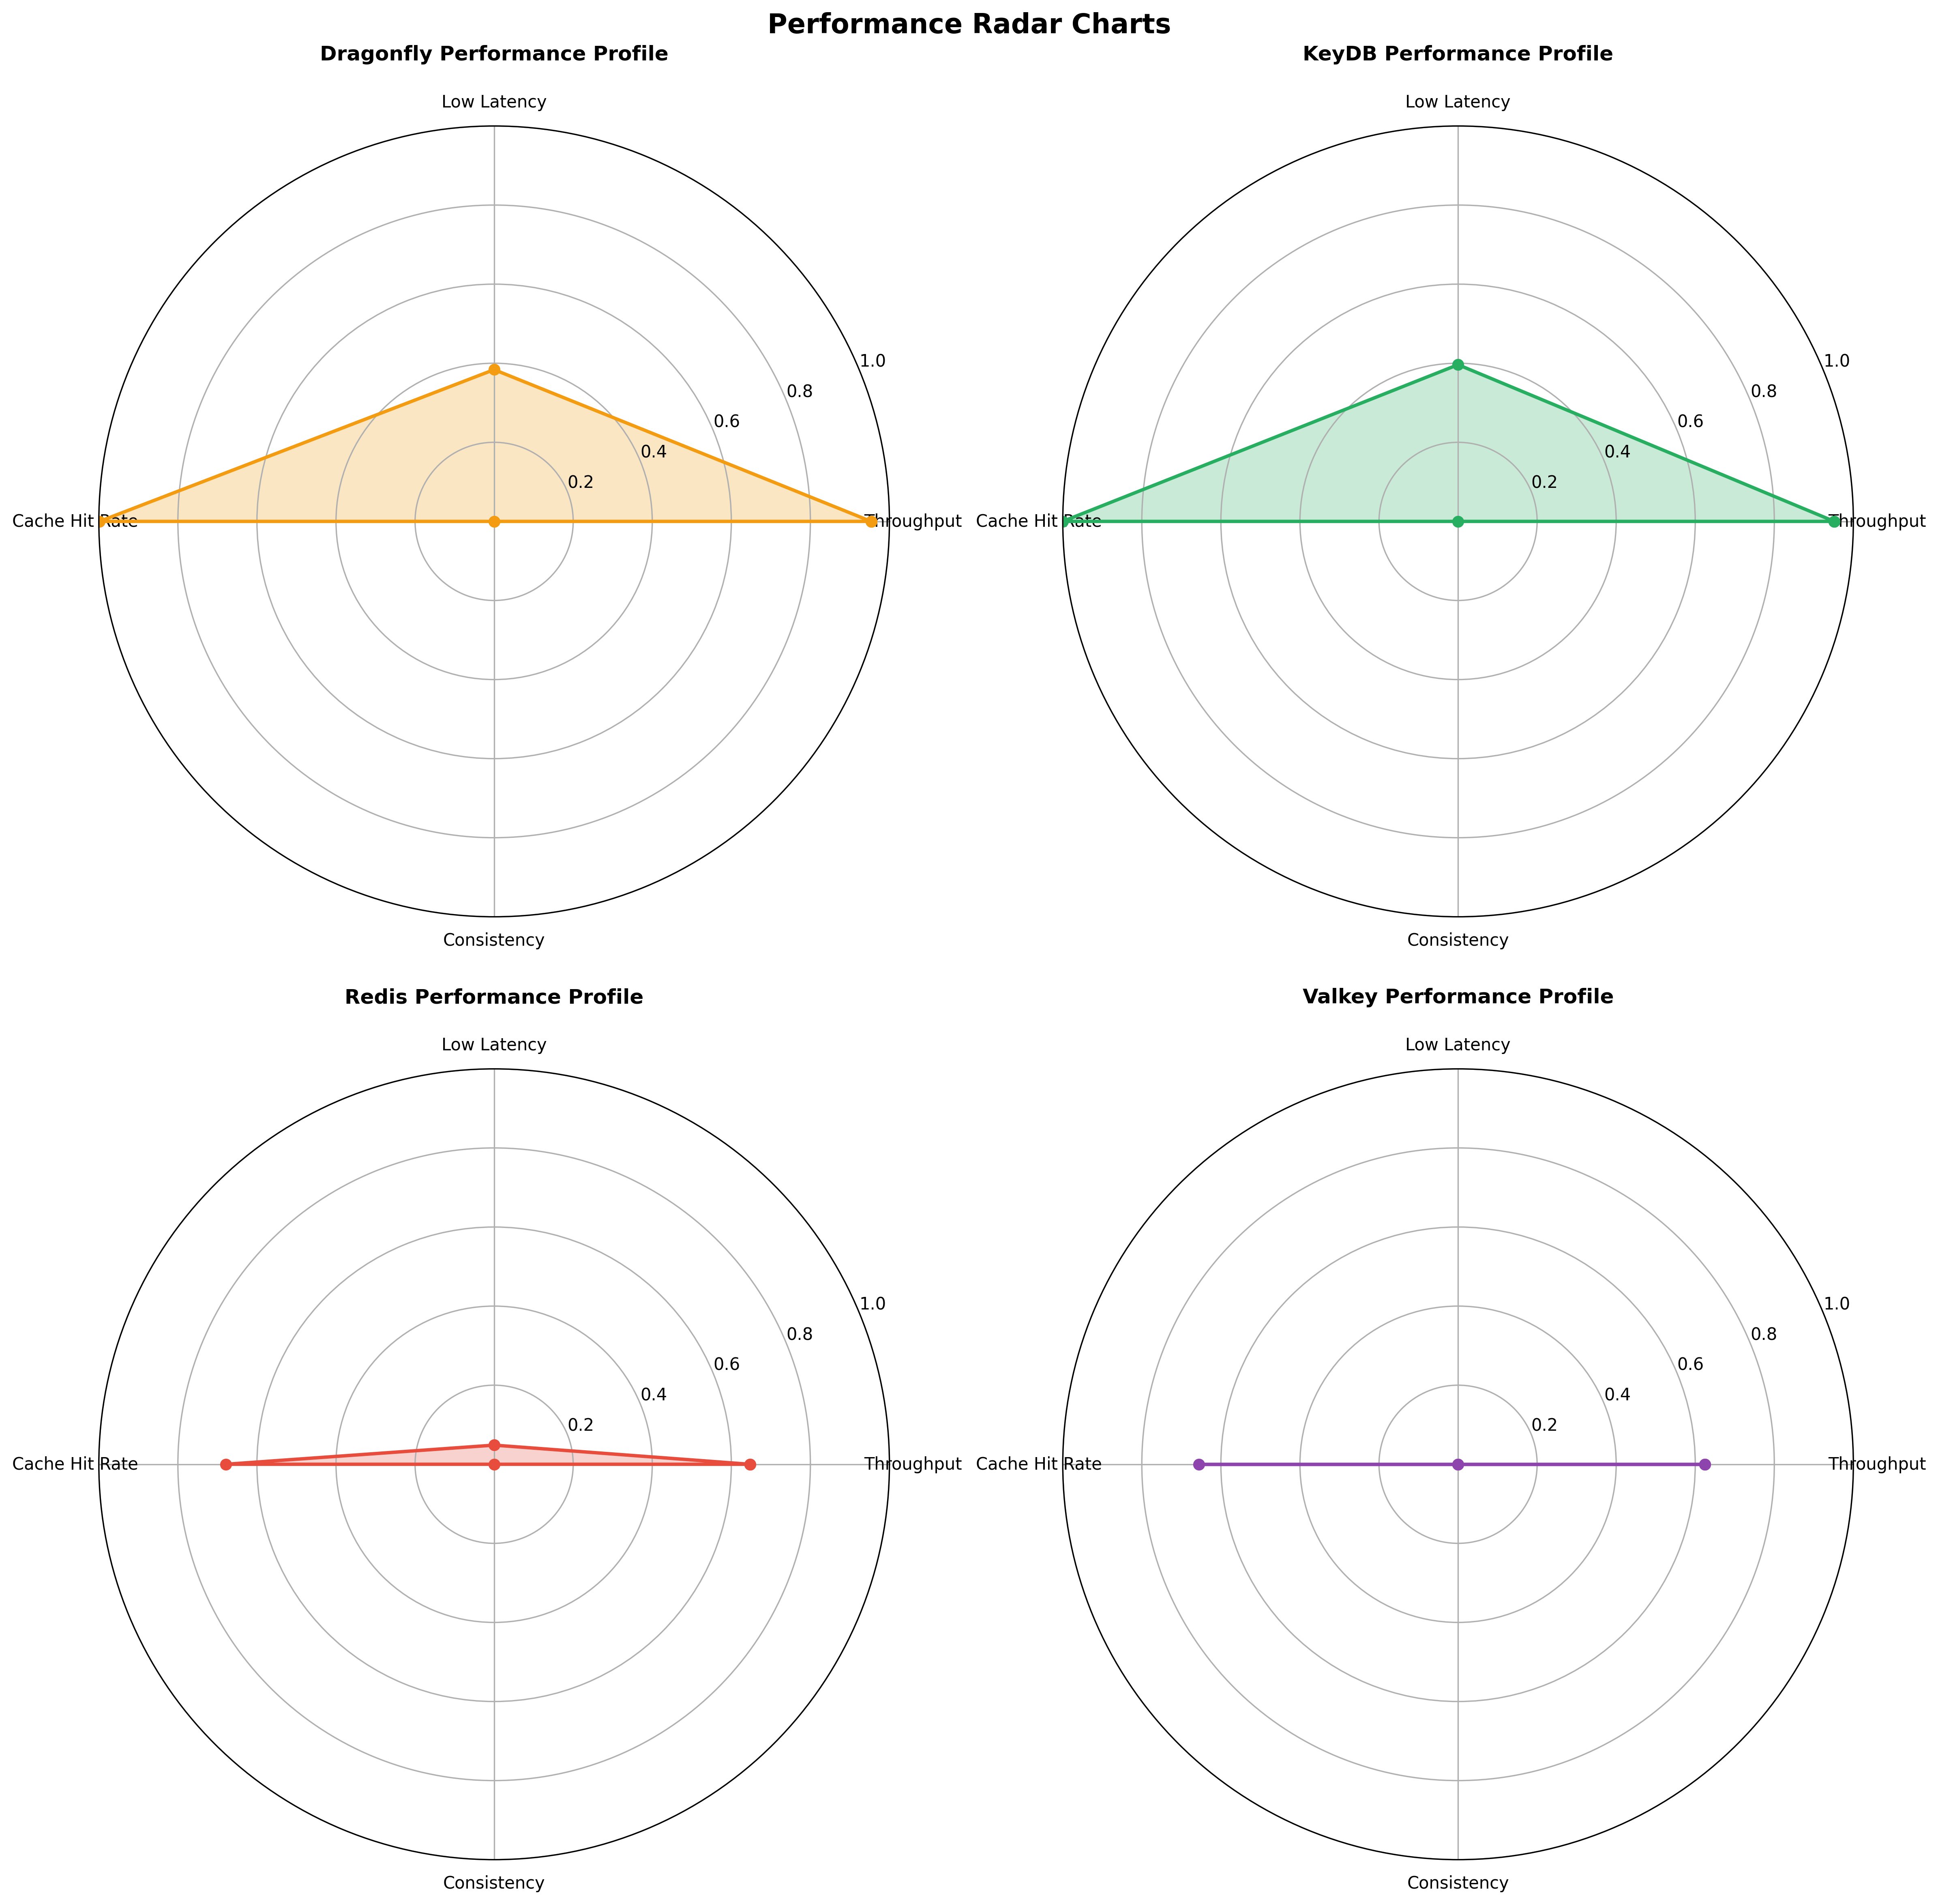 Performance Radar Charts
Dragonfly Performance Profile
Low Latency
1.0
0.8
0.6
0.4
0.2
Cache Hit Rate
Throughput
Consistency
KeyDB Performance Profile
Low Latency
1.0
0.8
0.6
0.4
0.2
Cache Hit Rate
Throughput
Consistency
Redis Performance Profile
Low Latency
1.0
0.8
0.6
0.4
0.2
Cache Hit Rate
Throughput
Consistency
Valkey Performance Profile
Low Latency
1.0
0.8
0.6
0.4
0.2
Cache Hit Rate
Throughput
Consistency